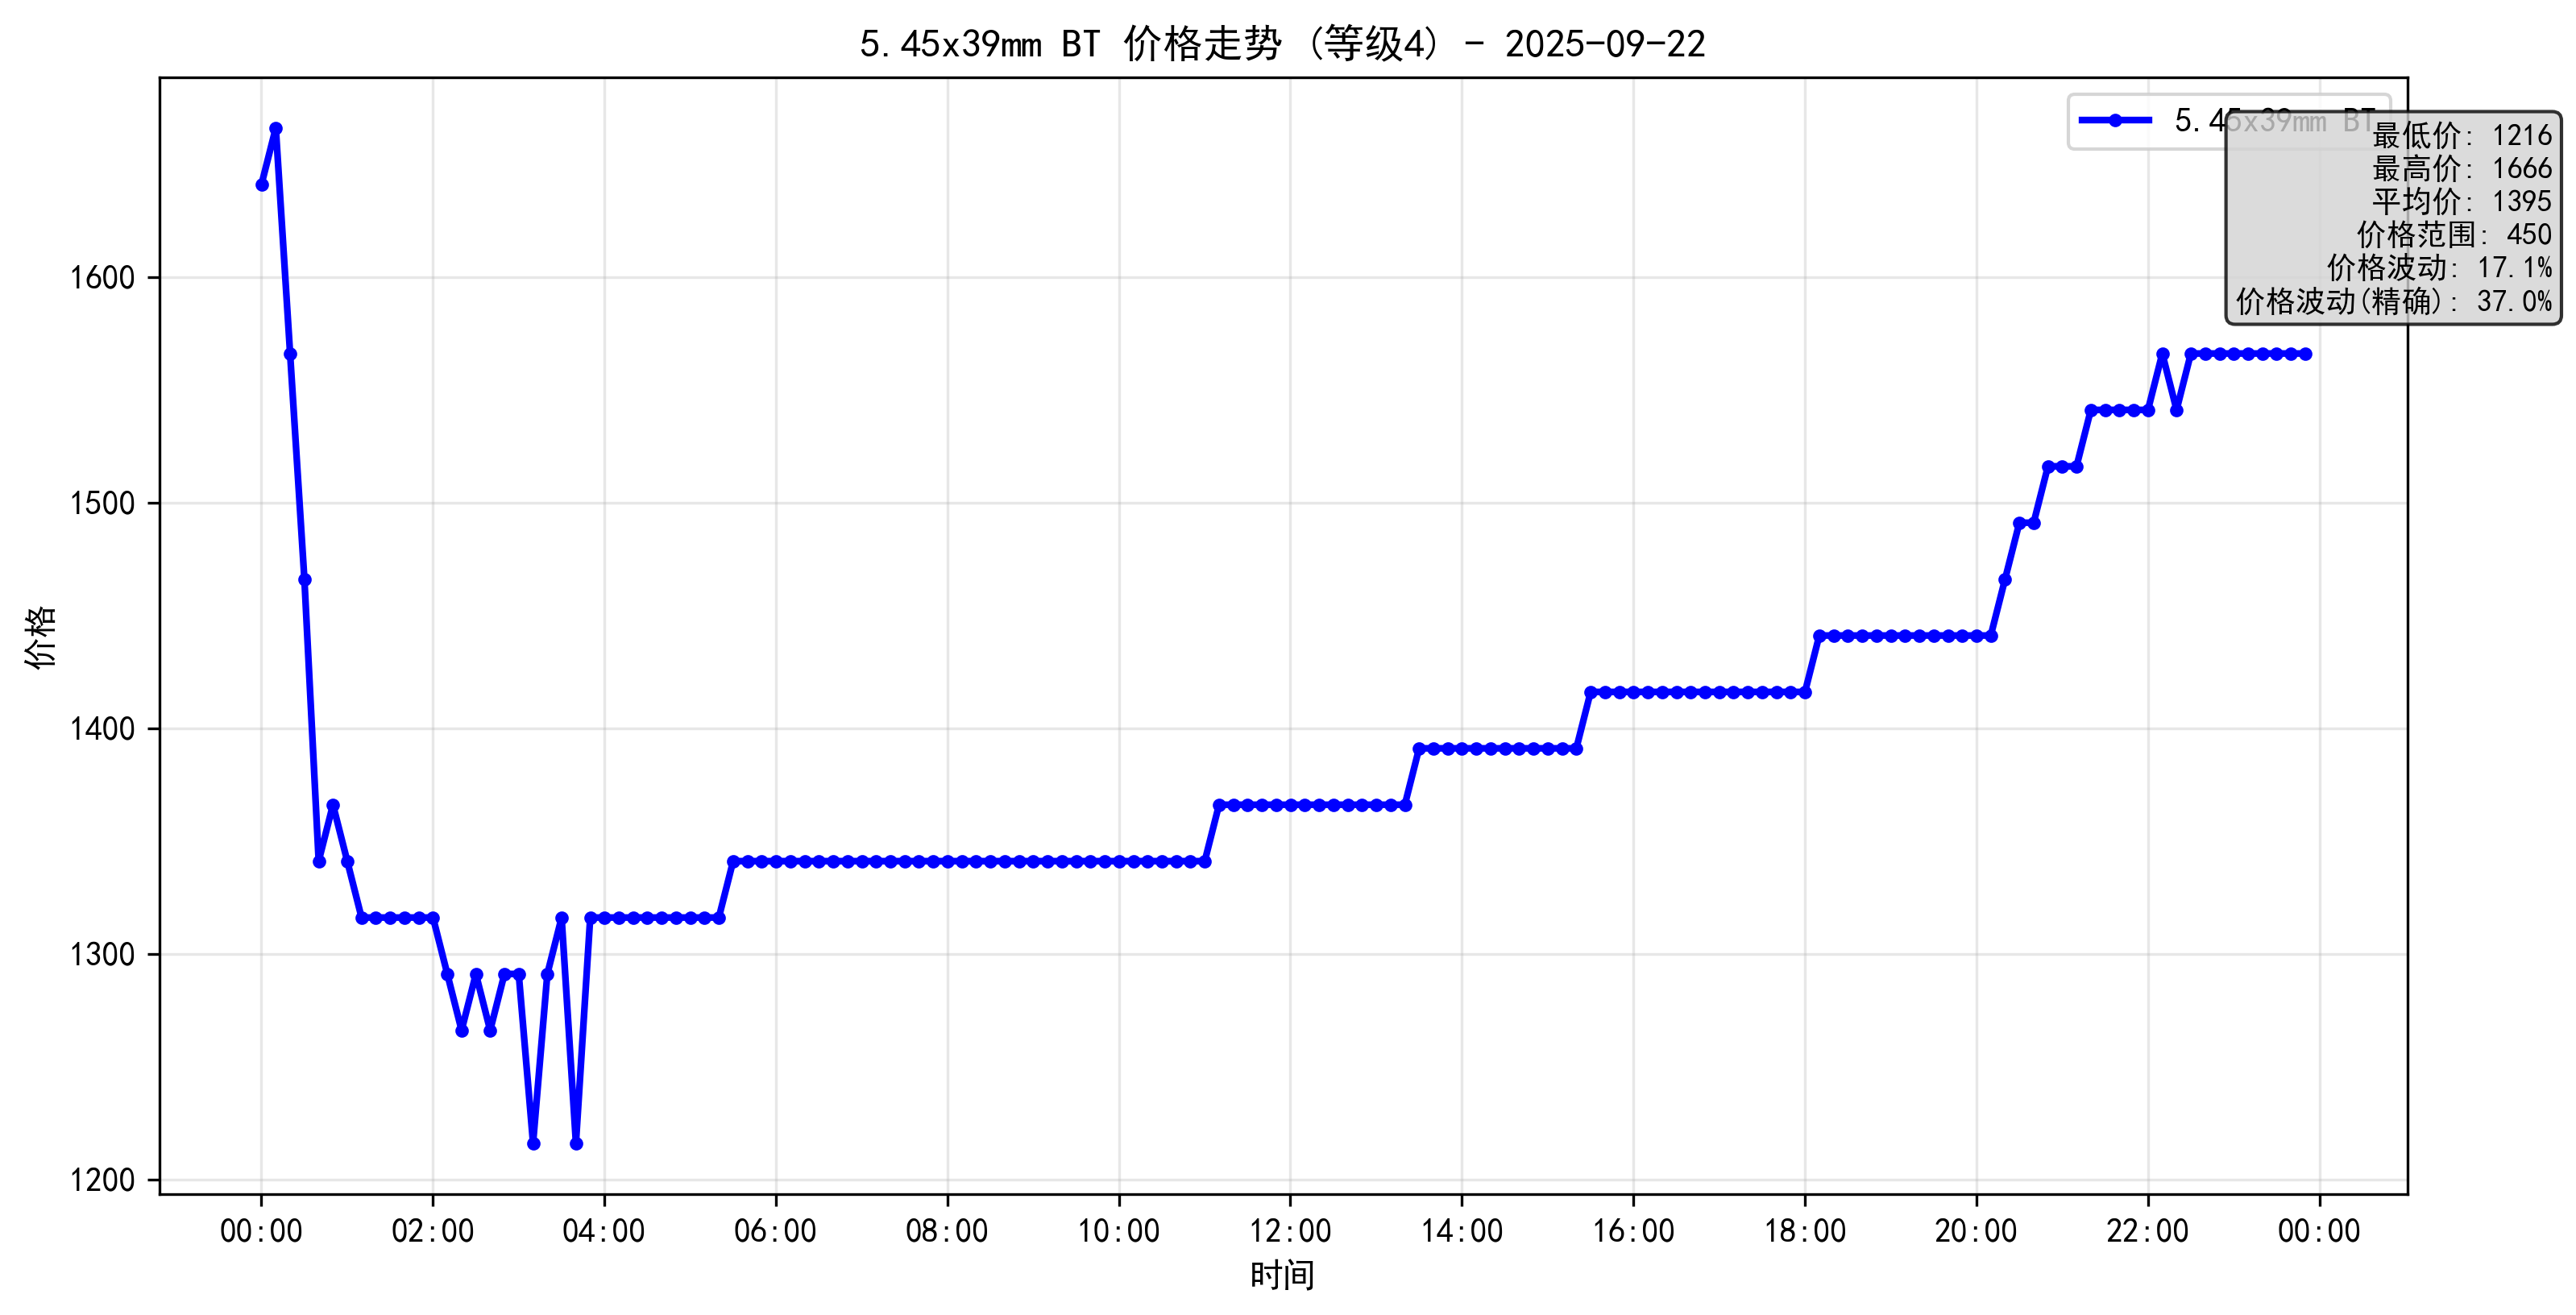 5.45x39mm BT 价格走势 (等级4) - 2025-09-22
5.45x39mm BT
最低价: 1216
最高价: 1666
平均价: 1395
价格范围: 450
价格波动: 17.1%
价格波动(精确): 37.0%
价格
1600
1500
1400
1300
1200
00:00 02:00 04:00 06:00 08:00 10:00 12:00 14:00 16:00 18:00 20:00 22:00 00:00
时间